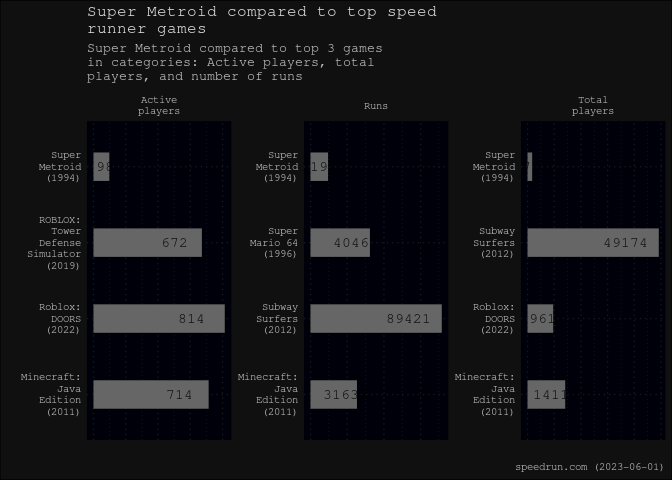 Super Metroid compared to top speed
runner games
Super Metroid compared to top 3 games
in categories: Active players, total
players, and number of runs
Active
players
Super
Metroid
(1994)
98
ROBLOX:
Tower
Defense
Simulator
(2019)
672
Roblox:
DOORS
(2022)
814
Minecraft:
Java
Edition
(2011)
714
Runs
Super
Metroid
(1994)
19
Super
Mario 64
(1996)
4046
Subway
Surfers
(2012)
89421
Minecraft:
Java
Edition
(2011)
3163
Total
players
Super
Metroid
(1994)
Subway
Surfers
(2012)
49174
Roblox:
DOORS
(2022)
961
Minecraft:
Java
Edition
(2011)
1411
speedrun.com (2023-06-01)